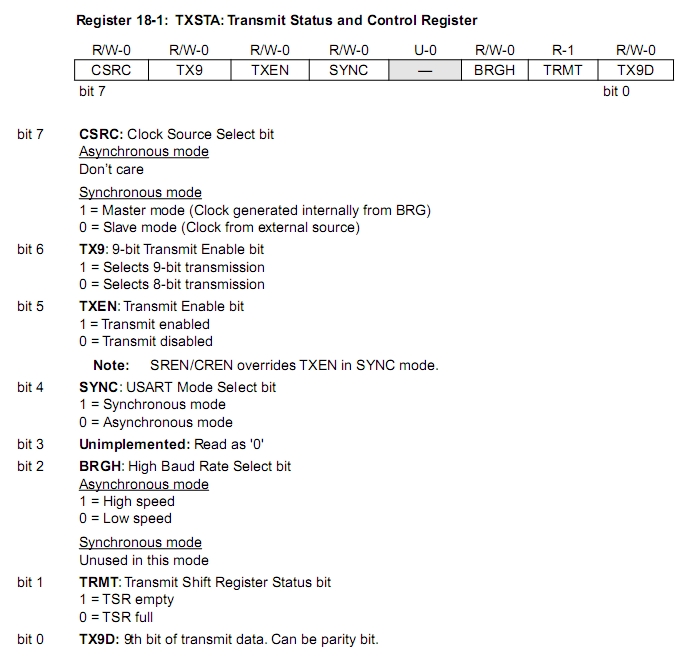 Register 18-1: TXSTA: Transmit Status and Control Register
R/W-0 R/W-0 R/W-0 R/W-0 U-0 R/W-0 R-1 R/W-0
CSRC TX9 TXEN SYNC — BRGH TRMT TX9D
bit 7 bit 0
bit 7 CSRC: Clock Source Select bit
Asynchronous mode
Don't care
Synchronous mode
1 = Master mode (Clock generated internally from BRG)
0 = Slave mode (Clock from external source)
bit 6 TX9: 9-bit Transmit Enable bit
1 = Selects 9-bit transmission
0 = Selects 8-bit transmission
bit 5 TXEN: Transmit Enable bit
1 = Transmit enabled
0 = Transmit disabled
Note: SREN/CREN overrides TXEN in SYNC mode.
bit 4 SYNC: USART Mode Select bit
1 = Synchronous mode
0 = Asynchronous mode
bit 3 Unimplemented: Read as '0'
bit 2 BRGH: High Baud Rate Select bit
Asynchronous mode
1 = High speed
0 = Low speed
Synchronous mode
Unused in this mode
bit 1 TRMT: Transmit Shift Register Status bit
1 = TSR empty
0 = TSR full
bit 0 TX9D: 9th bit of transmit data. Can be parity bit.